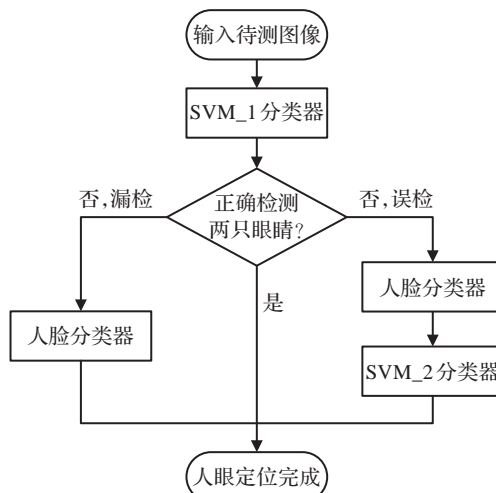 输入待测图像
SVM_1分类器
否,漏检
正确检测
两只眼睛?
否,误检
是
人脸分类器
人脸分类器
SVM_2分类器
人眼定位完成